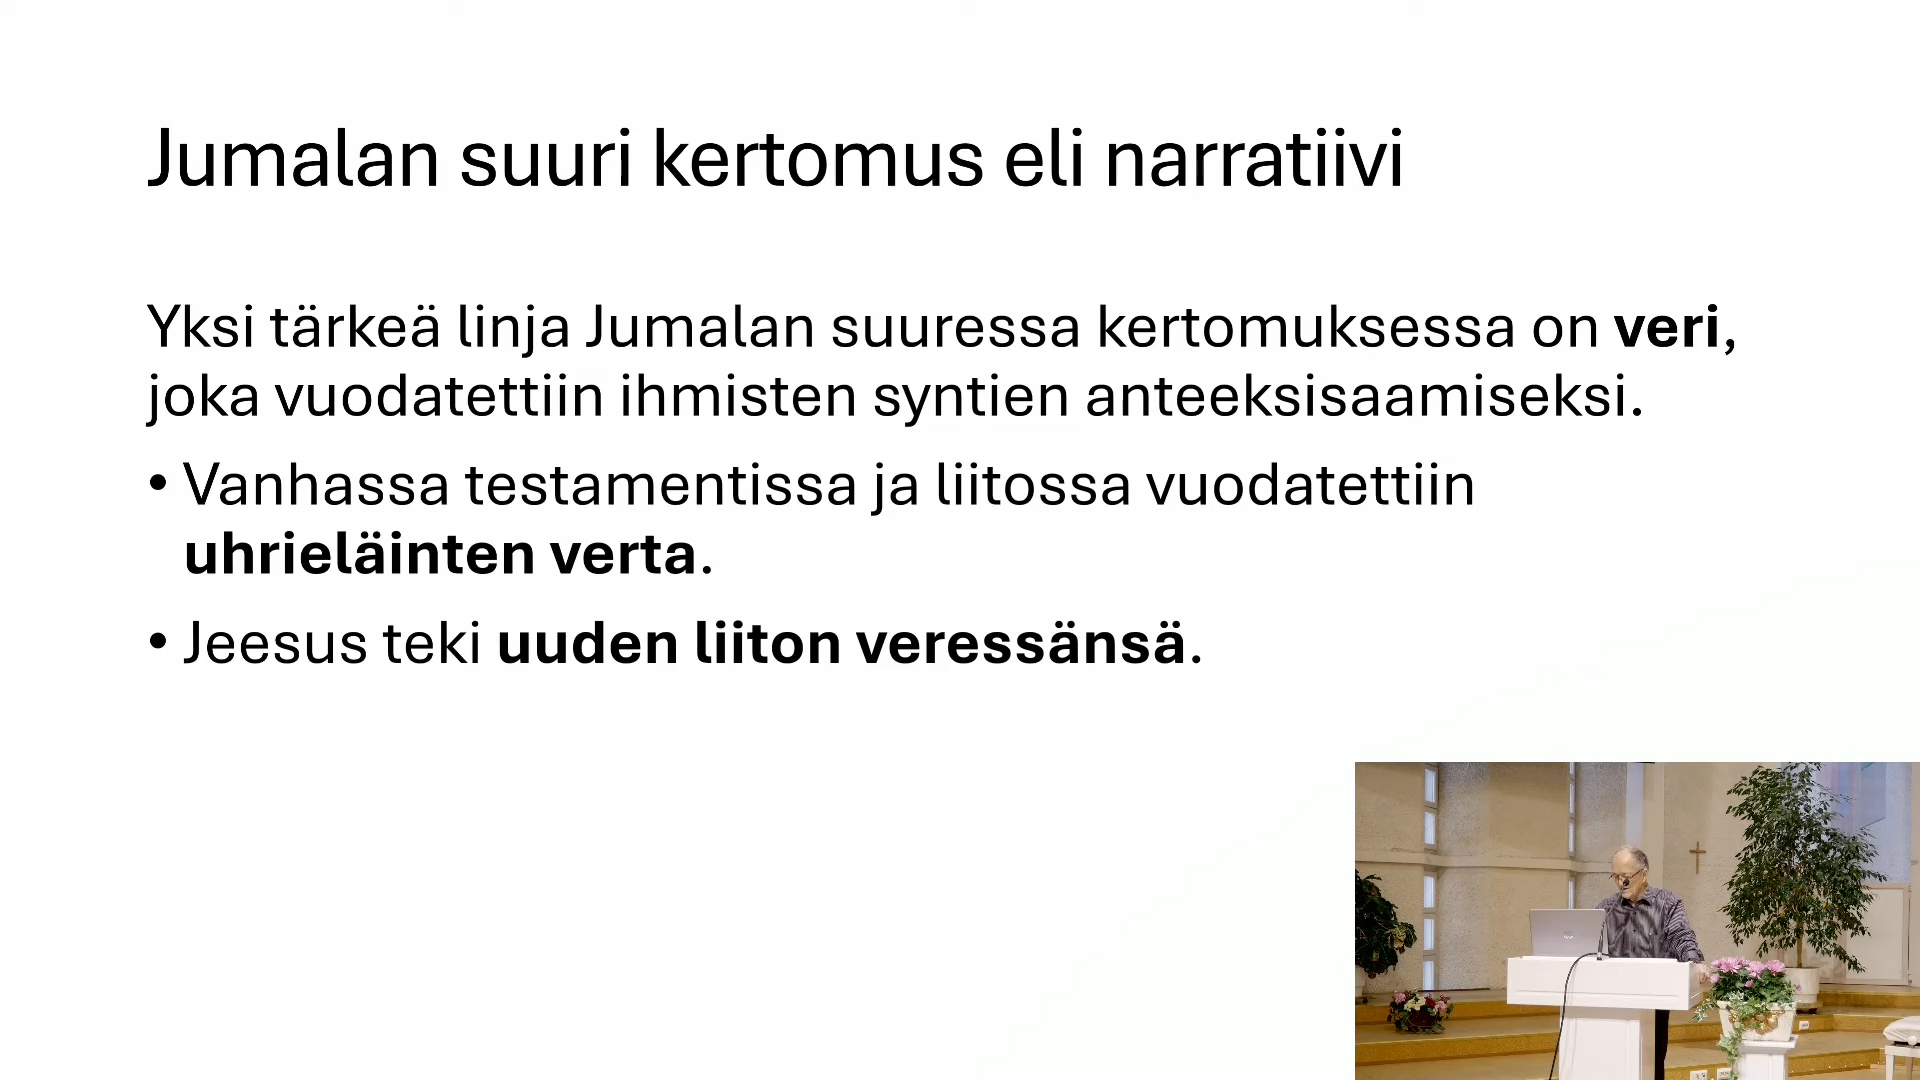 Jumalan suuri kertomus eli narratiivi
Yksi tärkeä linja Jumalan suuressa kertomuksessa on veri,
joka vuodatettiin ihmisten syntien anteeksisaamiseksi.
• Vanhassa testamentissa ja liitossa vuodatettiin
uhrieläinten verta.
• Jeesus teki uuden liiton veressänsä.